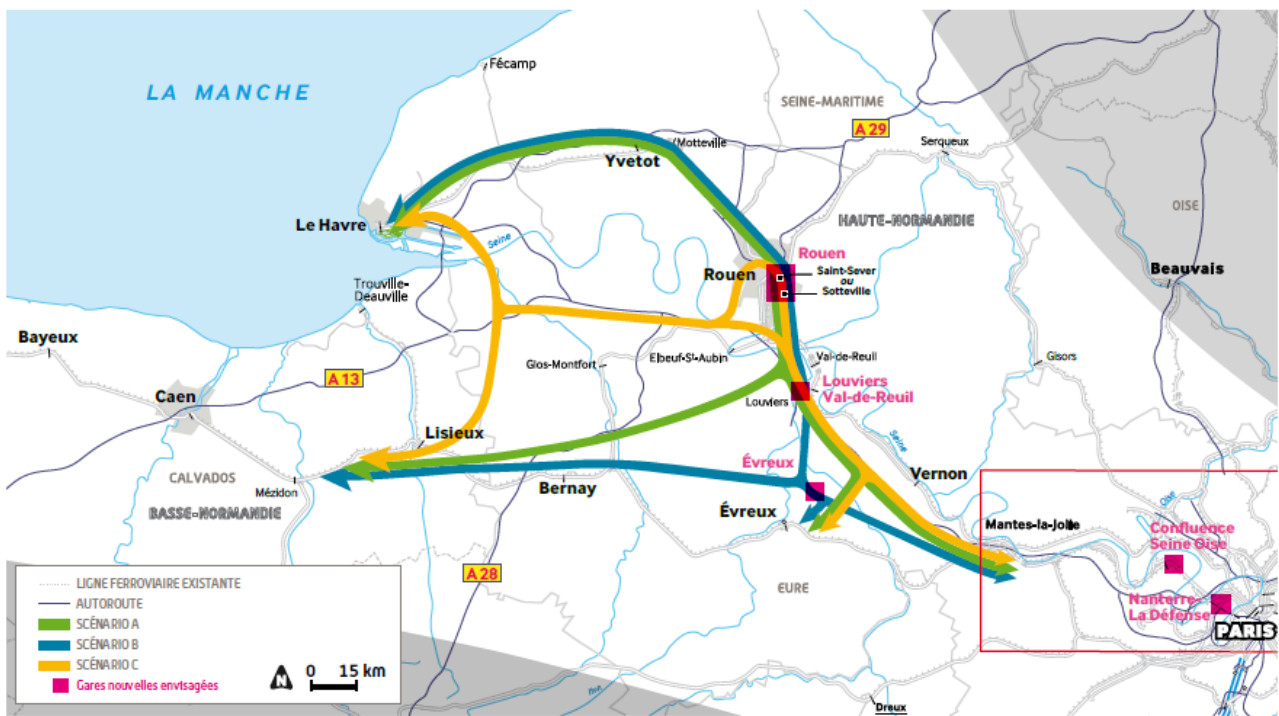 LA MANCHE
Fécamp
SEINE-MARITIME
A 29
Motteville
Yvetot
Serqueux
OISE
Le Havre
Seine
HAUTE-NORMANDIE
Rouen
Rouen
Saint-Sever
ou
Sotteville
Beauvais
Trouville-
Deauville
Bayeux
Glos-Montfort
Elbeuf-St-Aubin
Val-de-Reuil
Gisors
A 13
Caen
Louviers
Louviers
Val-de-Reuil
Lisieux
Seine
CALVADOS
Mézidon
Évreux
Vernon
Bernay
BASSE-NORMANDIE
Évreux
Mantes-la-Jolie
Oise
Confluence
Seine Oise
A 28
EURE
Nanterre-
La Défense
PARIS
LIGNE FERROVIAIRE EXISTANTE
AUTOROUTE
SCÉNARIO A
SCÉNARIO B
SCÉNARIO C
Gares nouvelles envisagées
N
0 15 km
Dreux